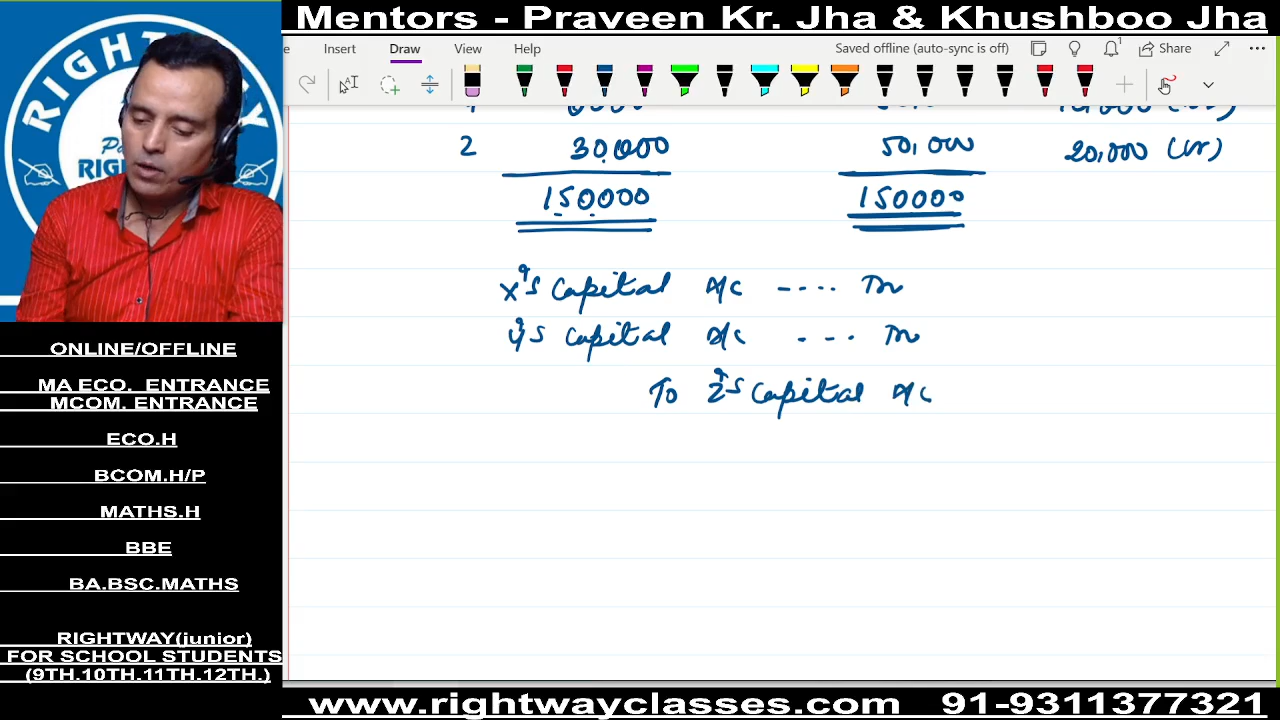 Mentors - Praveen Kr. Jha & Khushboo Jha
Insert Draw View Help Saved offline (auto-sync is off) Share
2 30,000 50,000 20,000 (Cr)
150000 150000
X's Capital A/c ---- Dr
Y's Capital A/c ---- Dr
To Z's Capital A/c
RIGHTWAY
RIGHT
ONLINE/OFFLINE
MA ECO. ENTRANCE
MCOM. ENTRANCE
ECO.H
BCOM.H/P
MATHS.H
BBE
BA.BSC.MATHS
RIGHTWAY(junior)
FOR SCHOOL STUDENTS
(9TH.10TH.11TH.12TH.)
www.rightwayclasses.com 91-9311377321